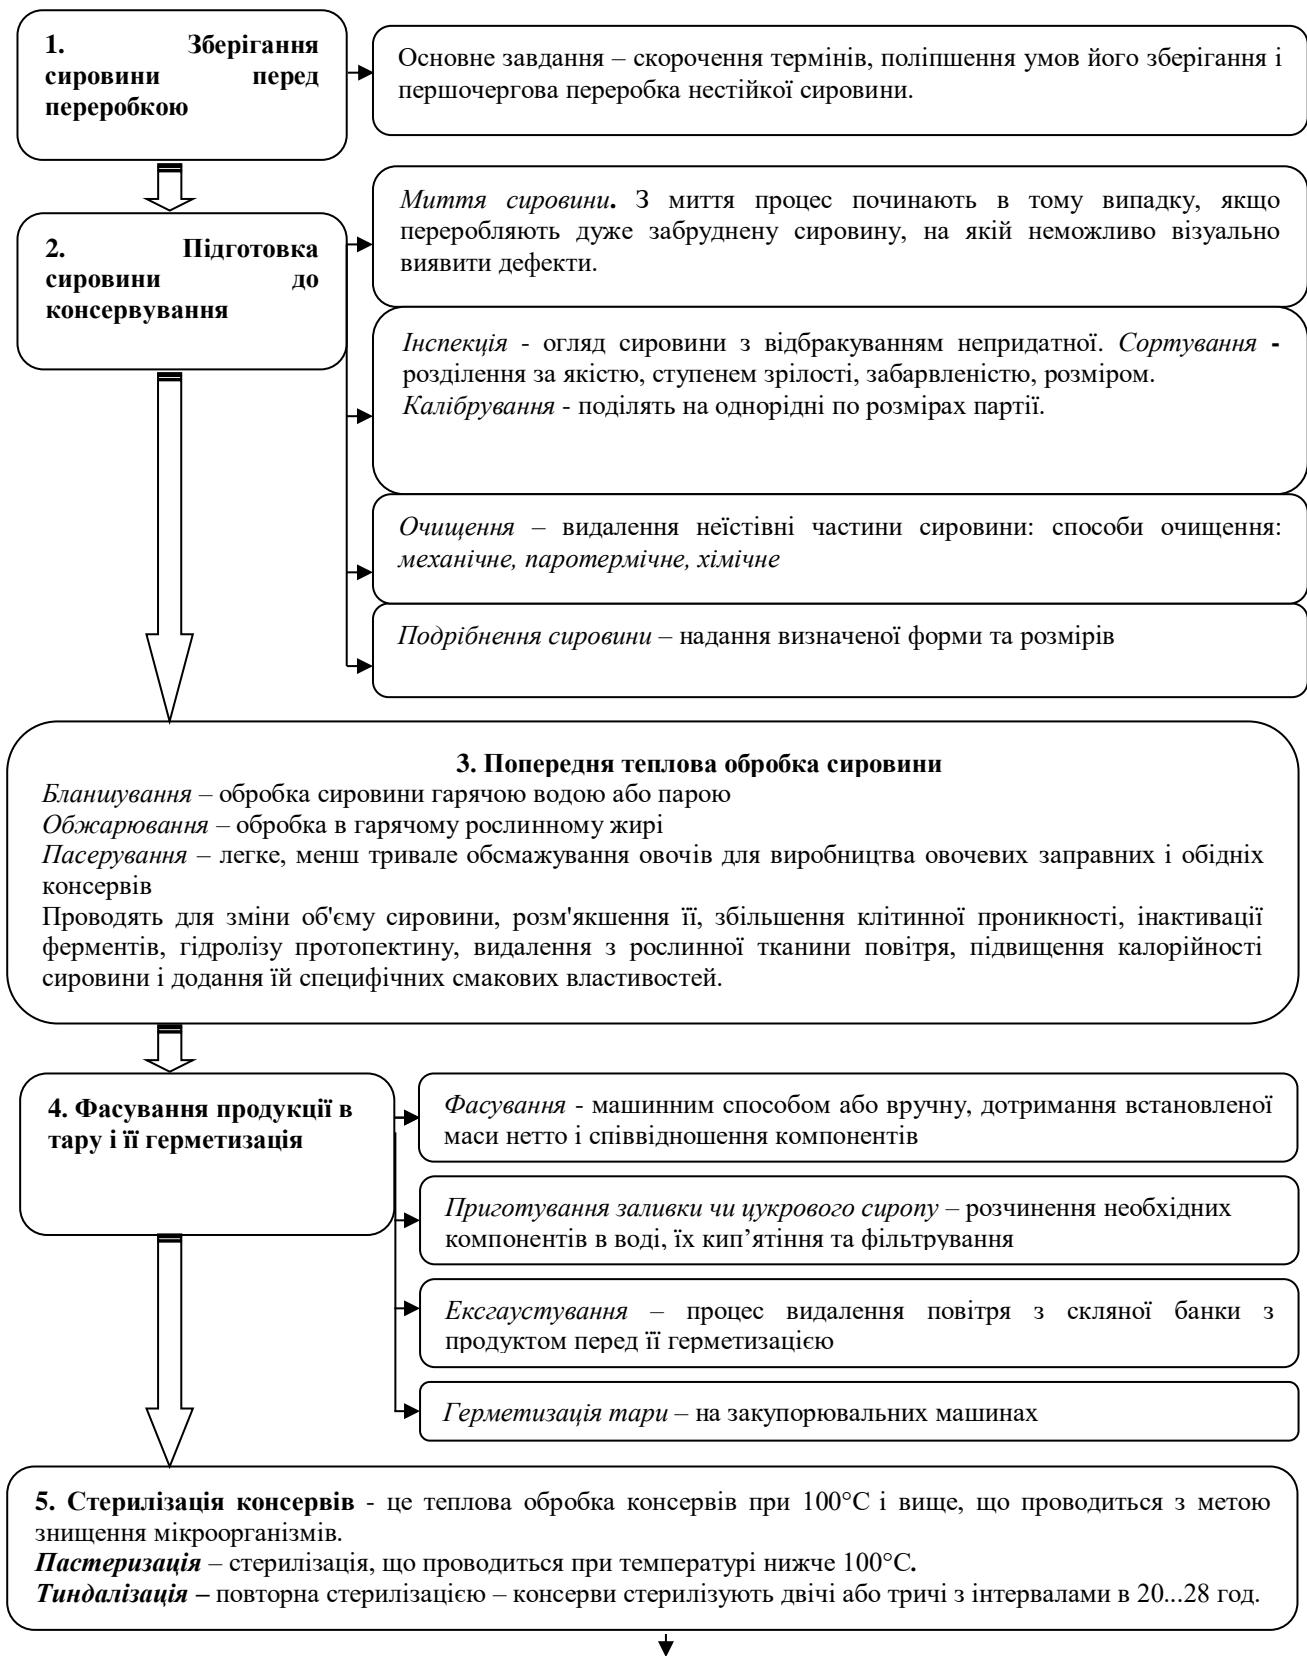 1. Зберігання
сировини перед
переробкою
Основне завдання – скорочення термінів, поліпшення умов його зберігання і
першочергова переробка нестійкої сировини.
2. Підготовка
сировини до
консервування
Миття сировини. З миття процес починають в тому випадку, якщо
переробляють дуже забруднену сировину, на якій неможливо візуально
виявити дефекти.
Інспекція - огляд сировини з відбракуванням непридатної. Сортування -
розділення за якістю, ступенем зрілості, забарвленістю, розміром.
Калібрування - поділять на однорідні по розмірах партії.
Очищення – видалення неїстівні частини сировини: способи очищення:
механічне, паротермічне, хімічне
Подрібнення сировини – надання визначеної форми та розмірів
3. Попередня теплова обробка сировини
Бланшування – обробка сировини гарячою водою або парою
Обжарювання – обробка в гарячому рослинному жирі
Пасерування – легке, менш тривале обсмажування овочів для виробництва овочевих заправних і обідніх
консервів
Проводять для зміни об'єму сировини, розм'якшення її, збільшення клітинної проникності, інактивації
ферментів, гідролізу протопектину, видалення з рослинної тканини повітря, підвищення калорійності
сировини і додання їй специфічних смакових властивостей.
4. Фасування продукції в
тару і її герметизація
Фасування - машинним способом або вручну, дотримання встановленої
маси нетто і співвідношення компонентів
Приготування заливки чи цукрового сиропу – розчинення необхідних
компонентів в воді, їх кип’ятіння та фільтрування
Ексгаустування – процес видалення повітря з скляної банки з
продуктом перед її герметизацією
Герметизація тари – на закупорювальних машинах
5. Стерилізація консервів - це теплова обробка консервів при 100°С і вище, що проводиться з метою
знищення мікроорганізмів.
Пастеризація – стерилізація, що проводиться при температурі нижче 100°С.
Тиндалізація – повторна стерилізацією – консерви стерилізують двічі або тричі з інтервалами в 20...28 год.